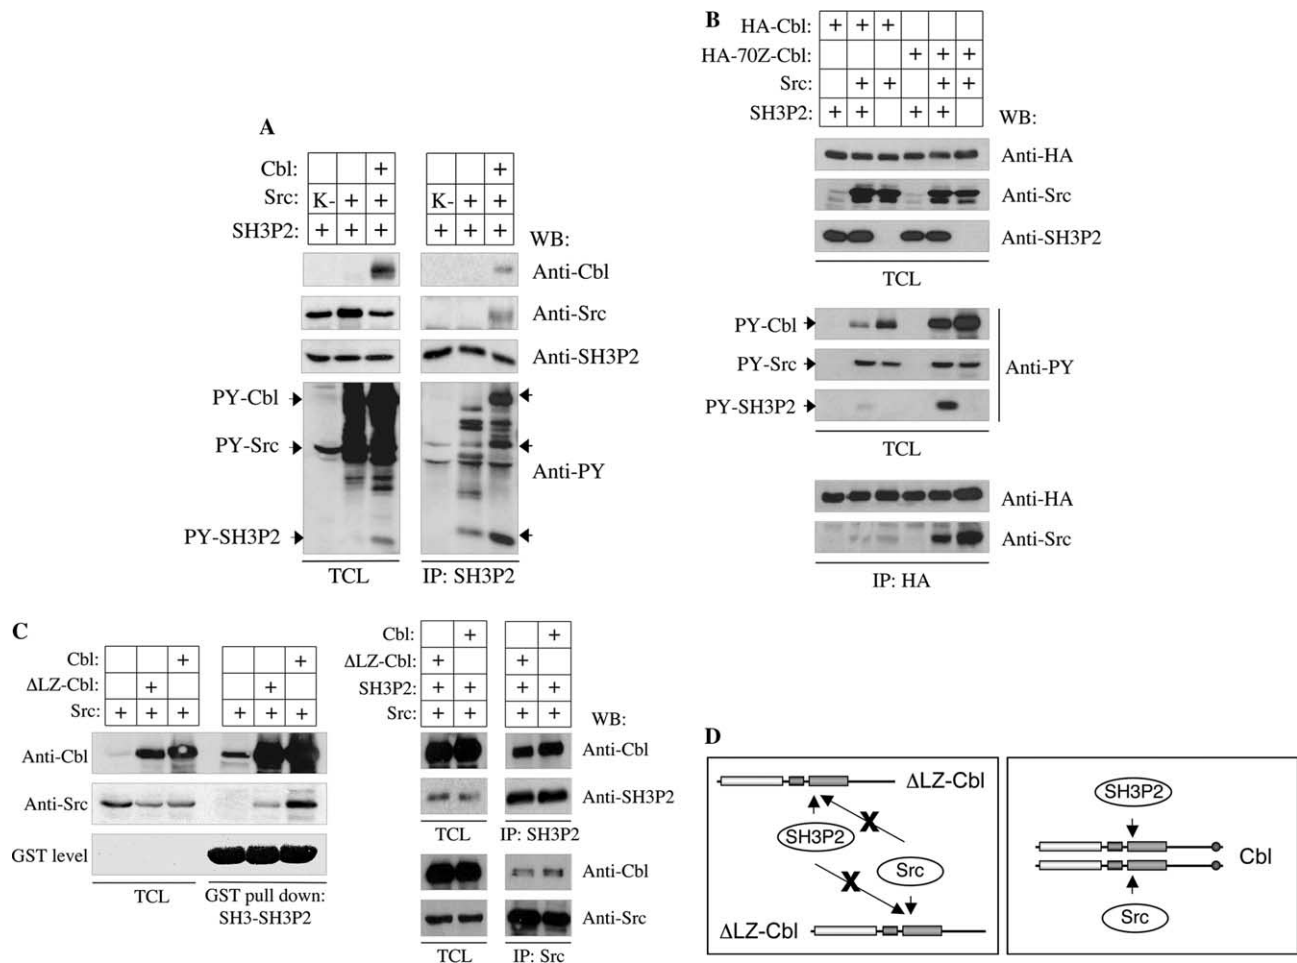 A
Cbl: +
Src: K- + +
SH3P2: + + +
+
K- + +
+ + +
WB:
Anti-Cbl
Anti-Src
Anti-SH3P2
PY-Cbl
PY-Src
Anti-PY
PY-SH3P2
TCL
IP: SH3P2
B
HA-Cbl: + + +
HA-70Z-Cbl: + + +
Src: + + + +
SH3P2: + + + +
WB:
Anti-HA
Anti-Src
Anti-SH3P2
TCL
PY-Cbl
PY-Src
Anti-PY
PY-SH3P2
TCL
Anti-HA
Anti-Src
IP: HA
C
Cbl: + +
ΔLZ-Cbl: + +
Src: + + + + + +
Anti-Cbl
Anti-Src
GST level
TCL
GST pull down:
SH3-SH3P2
Cbl: + +
ΔLZ-Cbl: + +
SH3P2: + + + +
Src: + + + +
WB:
Anti-Cbl
Anti-SH3P2
TCL
IP: SH3P2
Anti-Cbl
Anti-Src
TCL
IP: Src
D
ΔLZ-Cbl
X
SH3P2
Src
X
ΔLZ-Cbl
SH3P2
Cbl
Src